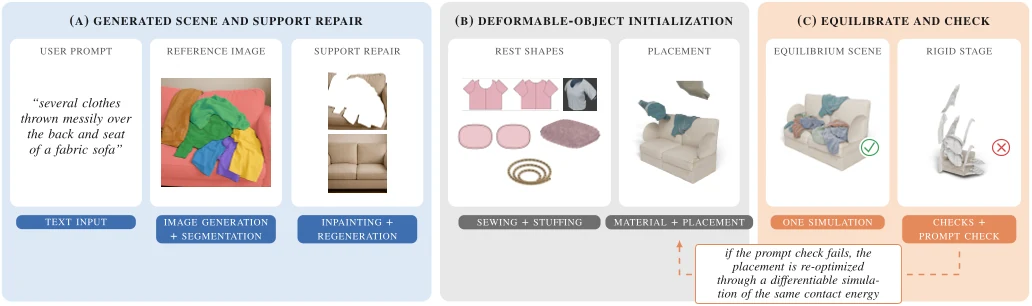 (A) GENERATED SCENE AND SUPPORT REPAIR
USER PROMPT
“several clothes
thrown messily over
the back and seat
of a fabric sofa”
TEXT INPUT
REFERENCE IMAGE
IMAGE GENERATION
+ SEGMENTATION
SUPPORT REPAIR
INPAINTING +
REGENERATION
(B) DEFORMABLE-OBJECT INITIALIZATION
REST SHAPES
SEWING + STUFFING
PLACEMENT
MATERIAL + PLACEMENT
(C) EQUILIBRATE AND CHECK
EQUILIBRIUM SCENE
ONE SIMULATION
RIGID STAGE
CHECKS +
PROMPT CHECK
if the prompt check fails, the
placement is re-optimized
through a differentiable simula-
tion of the same contact energy